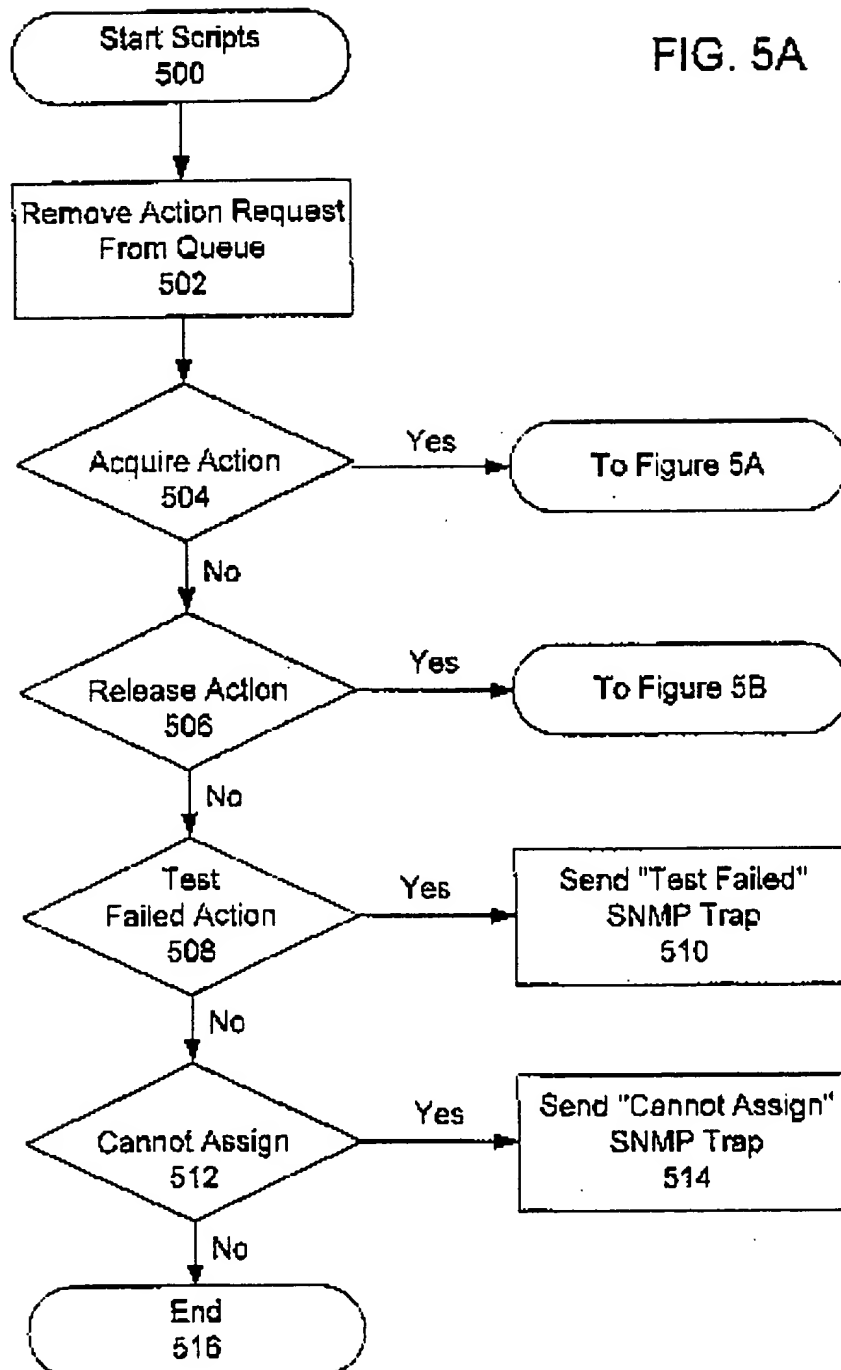 FIG. 5A
Start Scripts
500
Remove Action Request
From Queue
502
Acquire Action
504
Yes
To Figure 5A
No
Release Action
506
Yes
To Figure 5B
No
Test
Failed Action
508
Yes
Send "Test Failed"
SNMP Trap
510
No
Cannot Assign
512
Yes
Send "Cannot Assign"
SNMP Trap
514
No
End
516